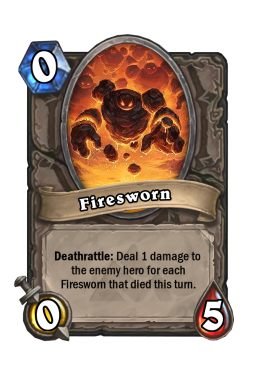 0
Firesworn
Deathrattle: Deal 1 damage to
the enemy hero for each
Firesworn that died this turn.
0
5